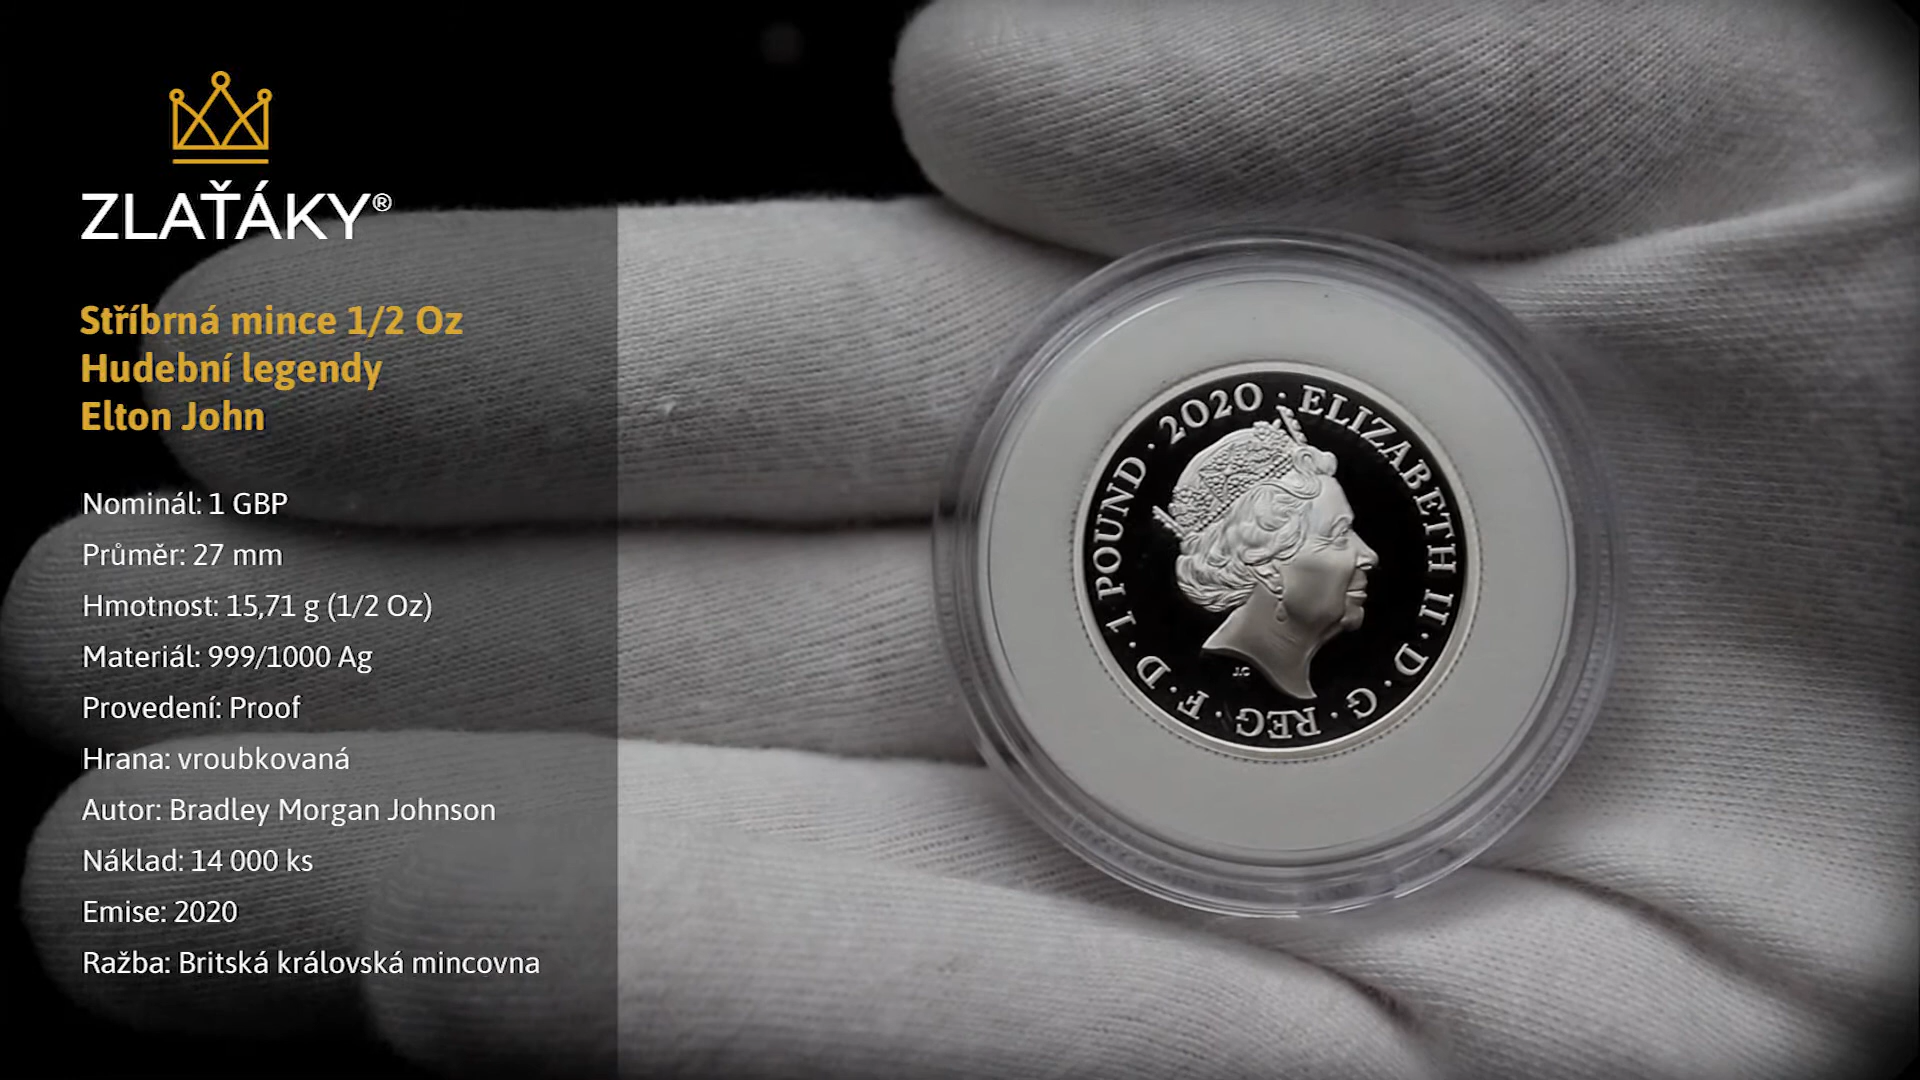 ZLAŤÁKY®
Stříbrná mince 1/2 Oz
Hudební legendy
Elton John
Nominál: 1 GBP
Průměr: 27 mm
Hmotnost: 15,71 g (1/2 Oz)
Materiál: 999/1000 Ag
Provedení: Proof
Hrana: vroubkovaná
Autor: Bradley Morgan Johnson
Náklad: 14 000 ks
Emise: 2020
Ražba: Britská královská mincovna
ELIZABETH II · D · G · REG · F · D · 1 POUND · 2020 ·
J.C